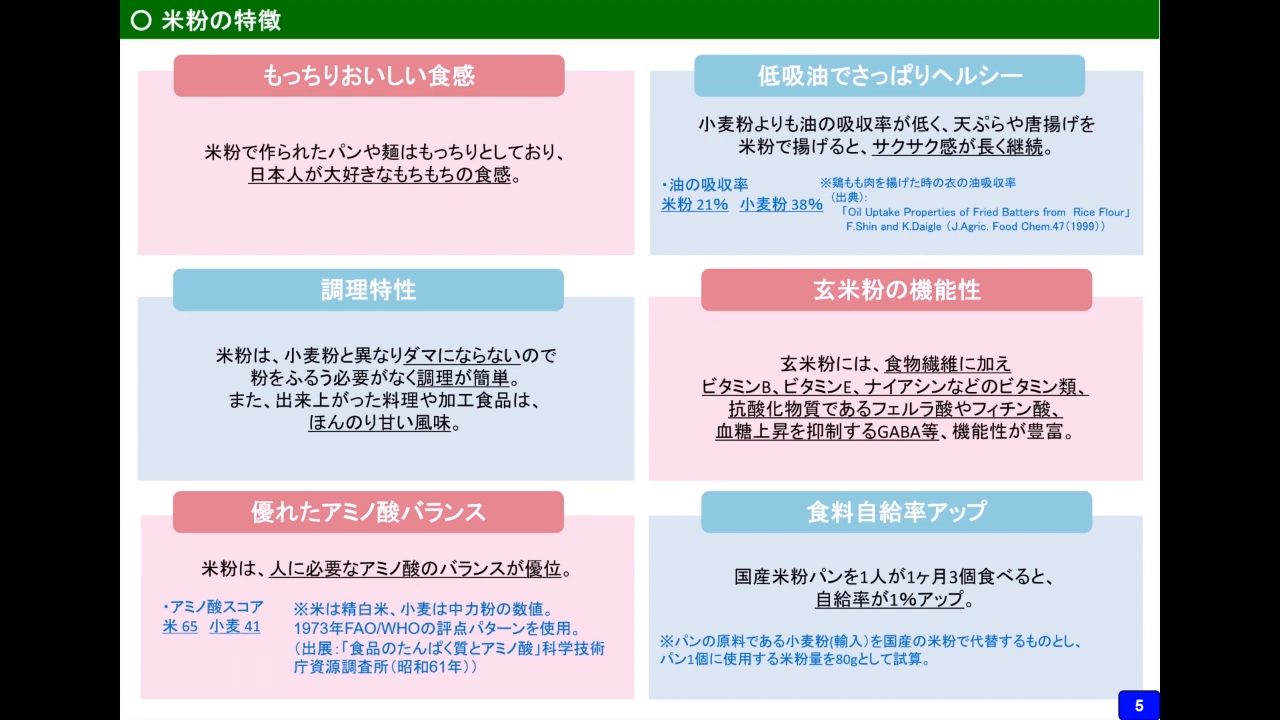 〇 米粉の特徴
もっちりおいしい食感
米粉で作られたパンや麺はもっちりとしており、
日本人が大好きなもちもちの食感。
低吸油でさっぱりヘルシー
小麦粉よりも油の吸収率が低く、天ぷらや唐揚げを
米粉で揚げると、サクサク感が長く継続。
・油の吸収率
米粉 21% 小麦粉 38%
※鶏もも肉を揚げた時の衣の油吸収率
（出典）：
「Oil Uptake Properties of Fried Batters from Rice Flour」
F.Shin and K.Daigle （J.Agric. Food Chem.47（1999））
調理特性
米粉は、小麦粉と異なりダマにならないので
粉をふるう必要がなく調理が簡単。
また、出来上がった料理や加工食品は、
ほんのり甘い風味。
玄米粉の機能性
玄米粉には、食物繊維に加え
ビタミンB、ビタミンE、ナイアシンなどのビタミン類、
抗酸化物質であるフェルラ酸やフィチン酸、
血糖上昇を抑制するGABA等、機能性が豊富。
優れたアミノ酸バランス
米粉は、人に必要なアミノ酸のバランスが優位。
・アミノ酸スコア
米 65 小麦 41
※米は精白米、小麦は中力粉の数値。
1973年FAO/WHOの評点パターンを使用。
（出展：「食品のたんぱく質とアミノ酸」科学技術
庁資源調査所（昭和61年））
食料自給率アップ
国産米粉パンを1人が1ヶ月3個食べると、
自給率が1%アップ。
※パンの原料である小麦粉(輸入)を国産の米粉で代替するものとし、
パン1個に使用する米粉量を80gとして試算。
5